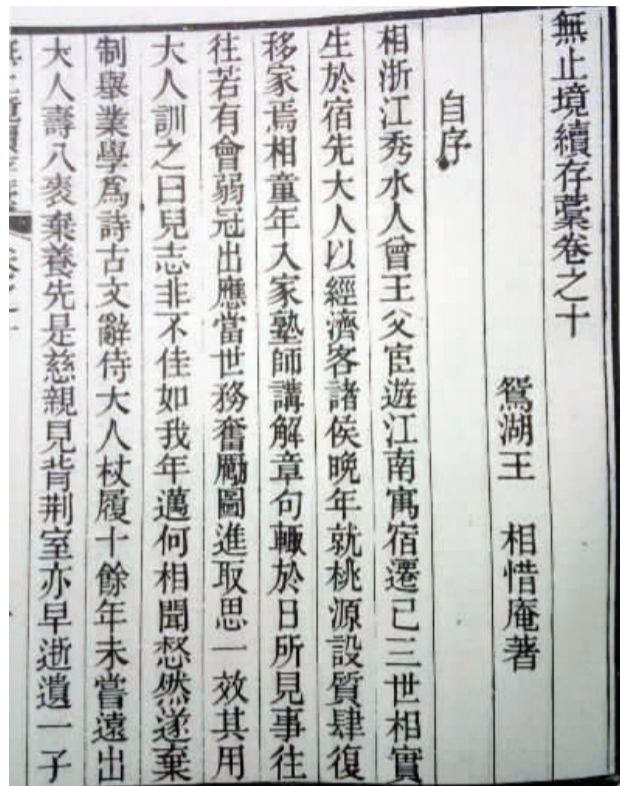 無止境續存藁卷之十
鴛湖王 相惜庵著
自序
相浙江秀水人曾王父宦遊江南寓宿遷已三世相實
生於宿先大人以經濟客諸侯晚年就桃源設質肆復
移家焉相童年入家塾師講解章句輒於日所見事往
往若有會弱冠出應當世務奮勵圖進取思一效其用
大人訓之曰兒志非不佳如我年邁何相聞愸然遂棄
制舉業學爲詩古文辭侍大人杖履十餘年未嘗遠出
大人壽八袠棄養先是慈親見背荆室亦早逝遺一子